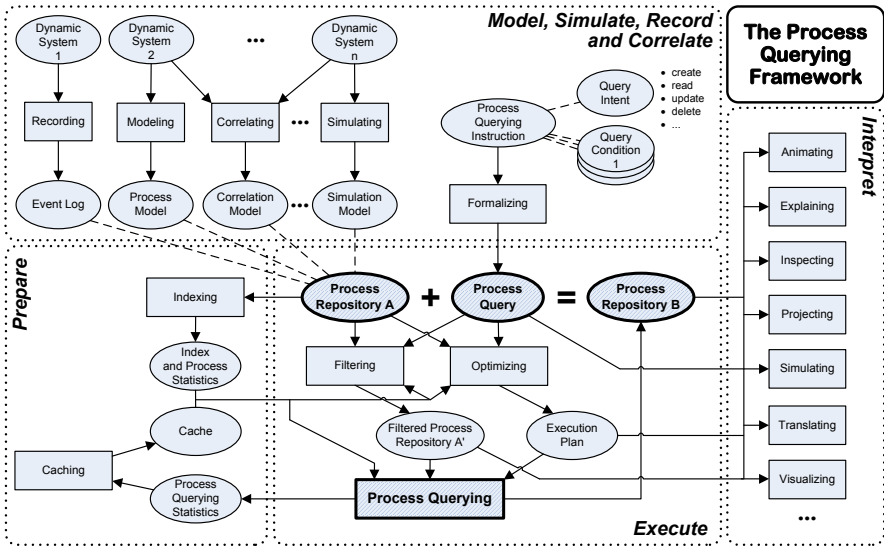 Model, Simulate, Record
and Correlate
The Process
Querying
Framework
Dynamic
System
1
Dynamic
System
2
...
Dynamic
System
n
Recording
Modeling
Correlating
...
Simulating
Event Log
Process
Model
Correlation
Model
...
Simulation
Model
Process
Querying
Instruction
Query
Intent
• create
• read
• update
• delete
• ...
Query
Condition
1
Formalizing
Interpret
Animating
Explaining
Inspecting
Projecting
Simulating
Translating
Visualizing
...
Prepare
Indexing
Index
and Process
Statistics
Cache
Caching
Process
Querying
Statistics
Process
Repository A
+
Process
Query
=
Process
Repository B
Filtering
Optimizing
Filtered Process
Repository A'
Execution
Plan
Process Querying
Execute